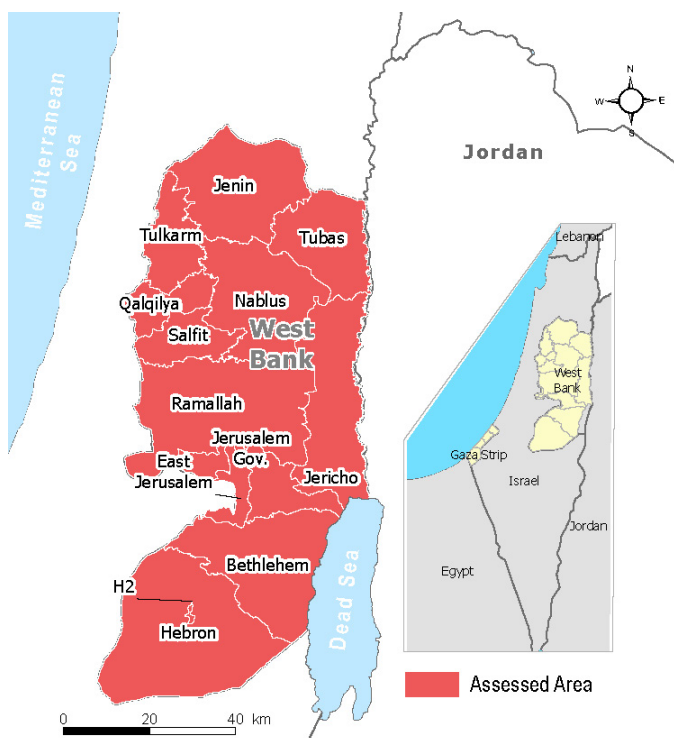 Mediterranean
Sea
N
W
E
S
Jordan
Jenin
Tulkarm
Tubas
Qalqilya
Nablus
Salfit
West
Bank
Ramallah
Jerusalem
Gov.
East
Jerusalem
Jericho
Bethlehem
H2
Hebron
Dead Sea
0 20 40 km
Lebanon
West
Bank
Gaza Strip
Israel
Jordan
Egypt
Assessed Area